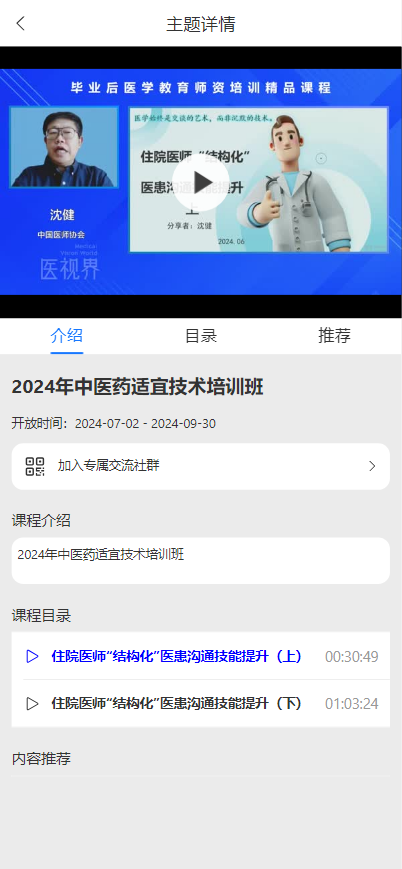 主题详情
毕业后医学教育师资培训精品课程
医学始终是交流的艺术，而非沉默的技术。
住院医师“结构化”
医患沟通技能提升
上
分享者：沈健
2024. 06
沈健
中国医师协会
Medical
Vision World
医视界
介绍
目录
推荐
2024年中医药适宜技术培训班
开放时间：2024-07-02 - 2024-09-30
加入专属交流社群
课程介绍
2024年中医药适宜技术培训班
课程目录
住院医师“结构化”医患沟通技能提升（上） 00:30:49
住院医师“结构化”医患沟通技能提升（下） 01:03:24
内容推荐